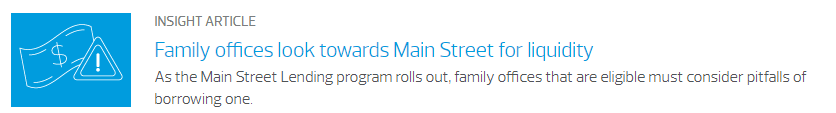 INSIGHT ARTICLE
Family offices look towards Main Street for liquidity
As the Main Street Lending program rolls out, family offices that are eligible must consider pitfalls of
borrowing one.